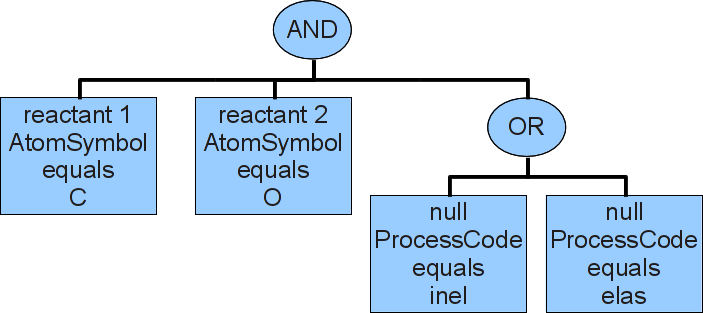 AND
reactant 1
AtomSymbol
equals
C
reactant 2
AtomSymbol
equals
O
OR
null
ProcessCode
equals
inel
null
ProcessCode
equals
elas